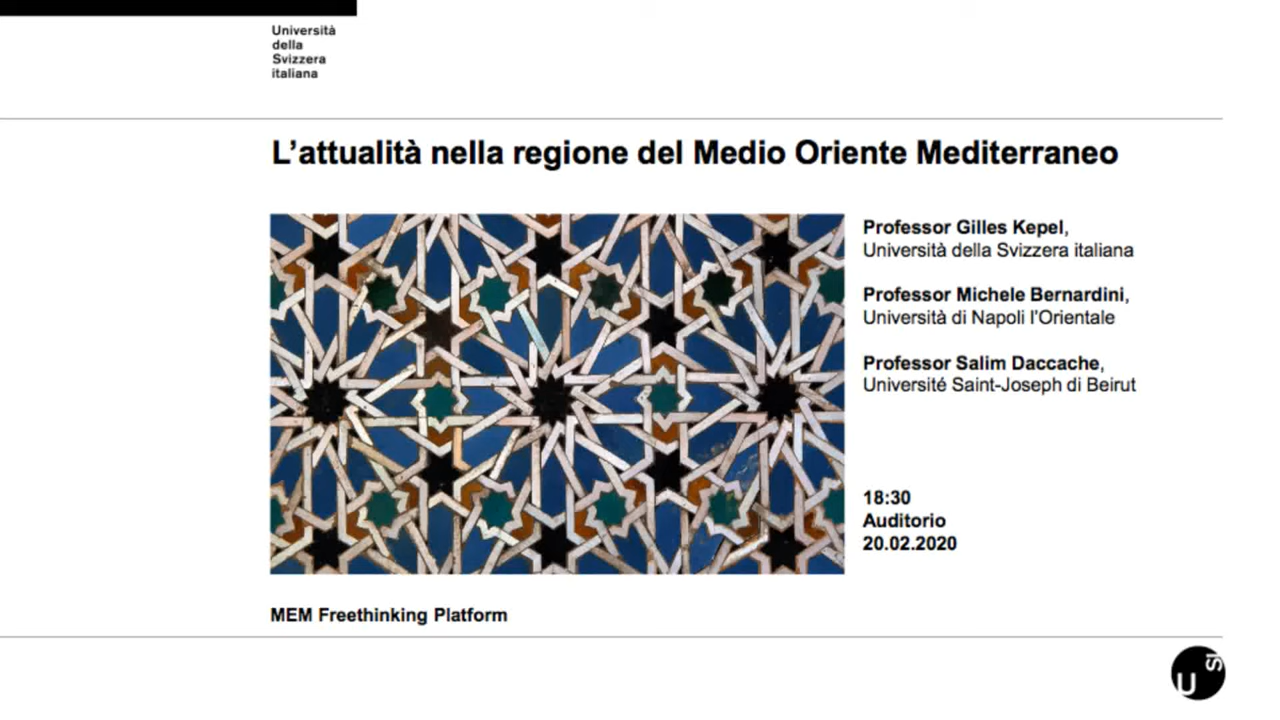 Università
della
Svizzera
italiana
L’attualità nella regione del Medio Oriente Mediterraneo
Professor Gilles Kepel,
Università della Svizzera italiana
Professor Michele Bernardini,
Università di Napoli l'Orientale
Professor Salim Daccache,
Université Saint-Joseph di Beirut
18:30
Auditorio
20.02.2020
MEM Freethinking Platform
U
SI